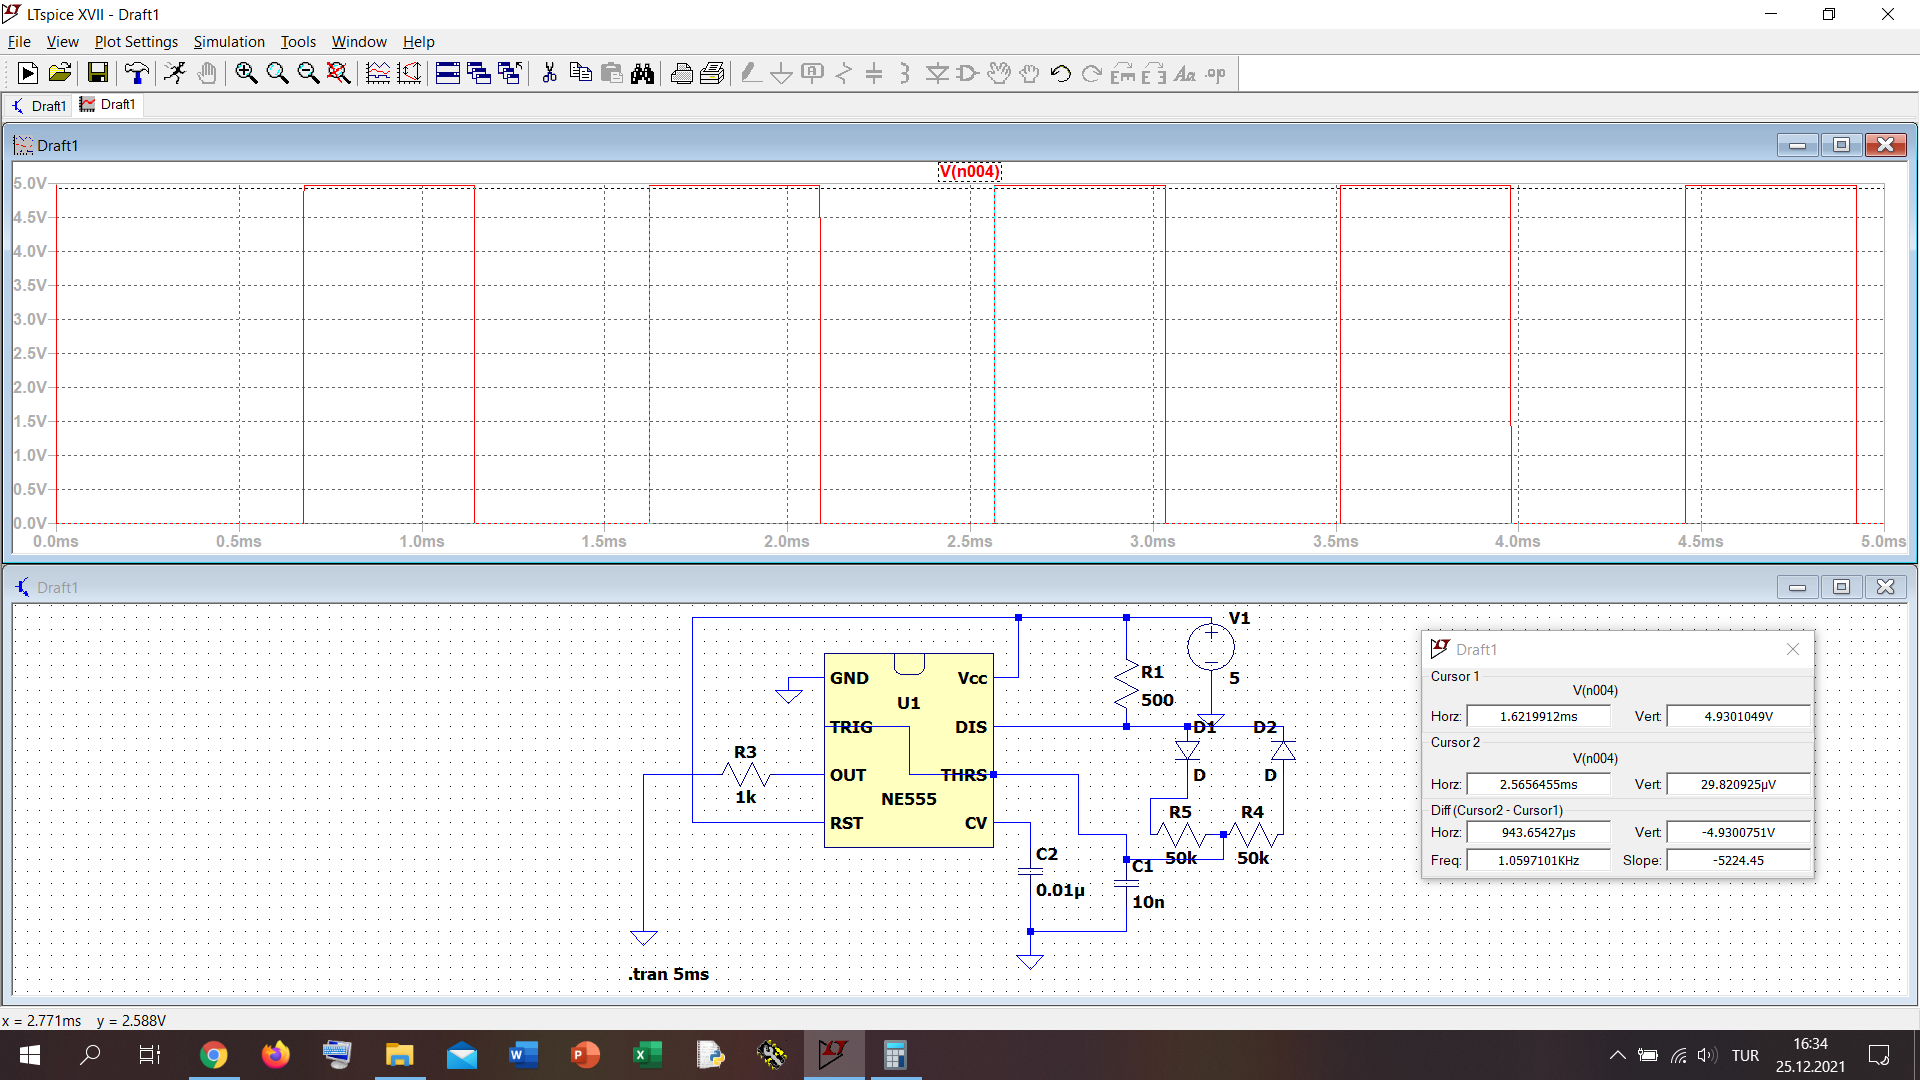 LTspice XVII - Draft1
File View Plot Settings Simulation Tools Window Help
Draft1 Draft1
Draft1
V(n004)
5.0V
4.5V
4.0V
3.5V
3.0V
2.5V
2.0V
1.5V
1.0V
0.5V
0.0V
0.0ms 0.5ms 1.0ms 1.5ms 2.0ms 2.5ms 3.0ms 3.5ms 4.0ms 4.5ms 5.0ms
Draft1
V1
5
R1
500
GND Vcc
U1
TRIG DIS
OUT THRS
NE555
RST CV
R3
1k
D1 D2
D D
R5 R4
50k 50k
C2
0.01µ
C1
10n
.tran 5ms
Draft1
Cursor 1
V(n004)
Horz: 1.6219912ms Vert: 4.9301049V
Cursor 2
V(n004)
Horz: 2.5656455ms Vert: 29.820925µV
Diff (Cursor2 - Cursor1)
Horz: 943.65427µs Vert: -4.9300751V
Freq: 1.0597101KHz Slope: -5224.45
x = 2.771ms y = 2.588V
TUR
16:34
25.12.2021